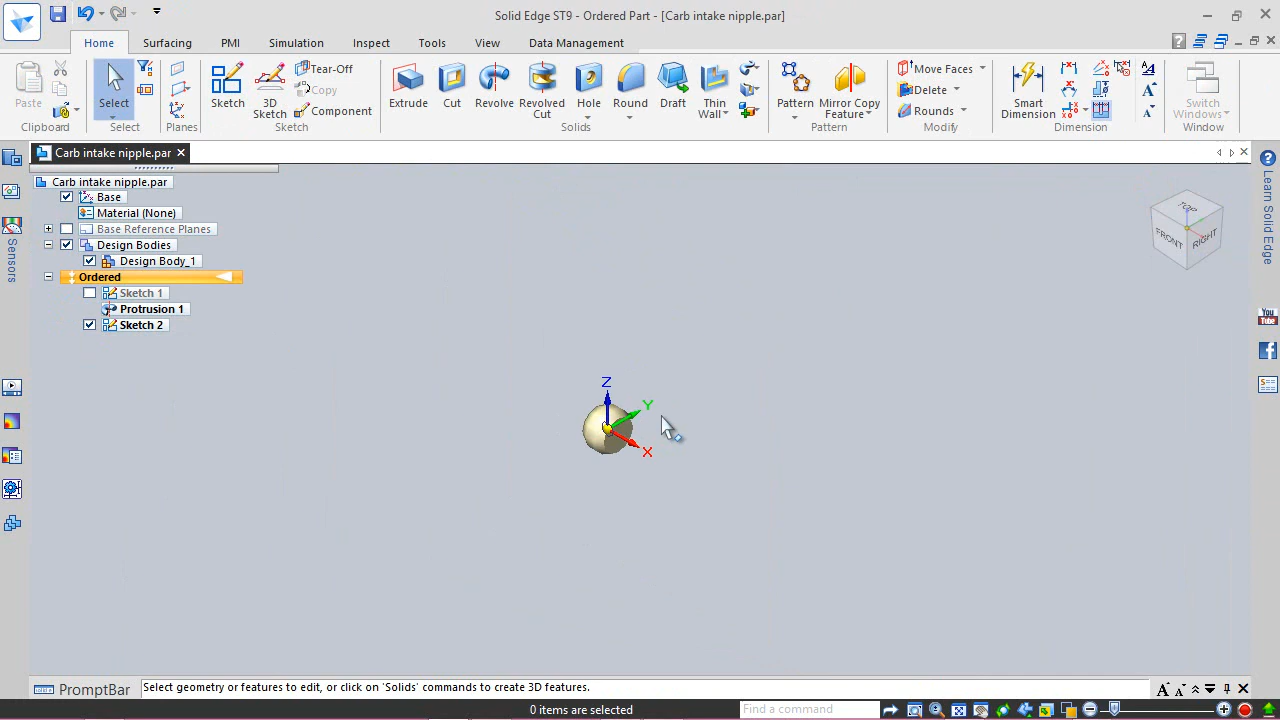 Solid Edge ST9 - Ordered Part - [Carb intake nipple.par]
Home Surfacing PMI Simulation Inspect Tools View Data Management
Paste Select Sketch 3D Sketch Tear-Off Copy Component Extrude Cut Revolve Revolved Cut Hole Round Draft Thin Wall Pattern Mirror Copy Feature Move Faces Delete Rounds Smart Dimension Switch Windows
Clipboard Select Planes Sketch Solids Pattern Modify Dimension Window
Carb intake nipple.par
Carb intake nipple.par
Base
Material (None)
Base Reference Planes
Design Bodies
Design Body_1
Ordered
Sketch 1
Protrusion 1
Sketch 2
Sensors
TOP
FRONT
RIGHT
Learn Solid Edge
You Tube
Z
Y
X
PromptBar Select geometry or features to edit, or click on 'Solids' commands to create 3D features.
0 items are selected Find a command